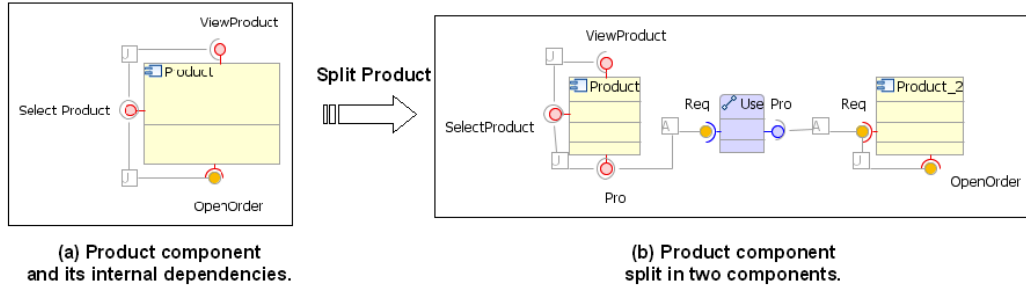 ViewProduct
J
Product
Select Product
J
OpenOrder
Split Product
ViewProduct
J
Product
Req
Use
Pro
Req
Product_2
SelectProduct
A
A
J
J
Pro
OpenOrder
(a) Product component
and its internal dependencies.
(b) Product component
split in two components.